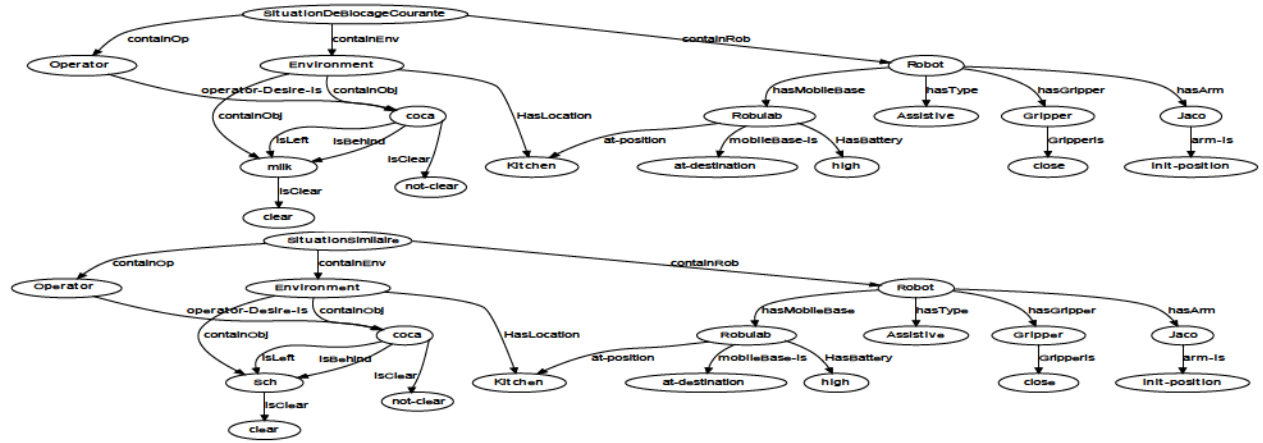 SituationDeBlocageCourante
containOp containEnv containRob
Operator Environment Robot
operator-Desire-Is containObj hasMobileBase hasType hasGripper hasArm
containObj coca HasLocation Robulab Assistive Gripper Jaco
isLeft isBehind isClear at-position mobileBase-is HasBattery GripperIs arm-is
milk not-clear Kitchen at-destination high close init-position
isClear
clear
SituationSimilaire
containOp containEnv containRob
Operator Environment Robot
operator-Desire-Is containObj hasMobileBase hasType hasGripper hasArm
containObj coca HasLocation Robulab Assistive Gripper Jaco
isLeft isBehind isClear at-position mobileBase-is HasBattery GripperIs arm-is
Sch not-clear Kitchen at-destination high close init-position
isClear
clear